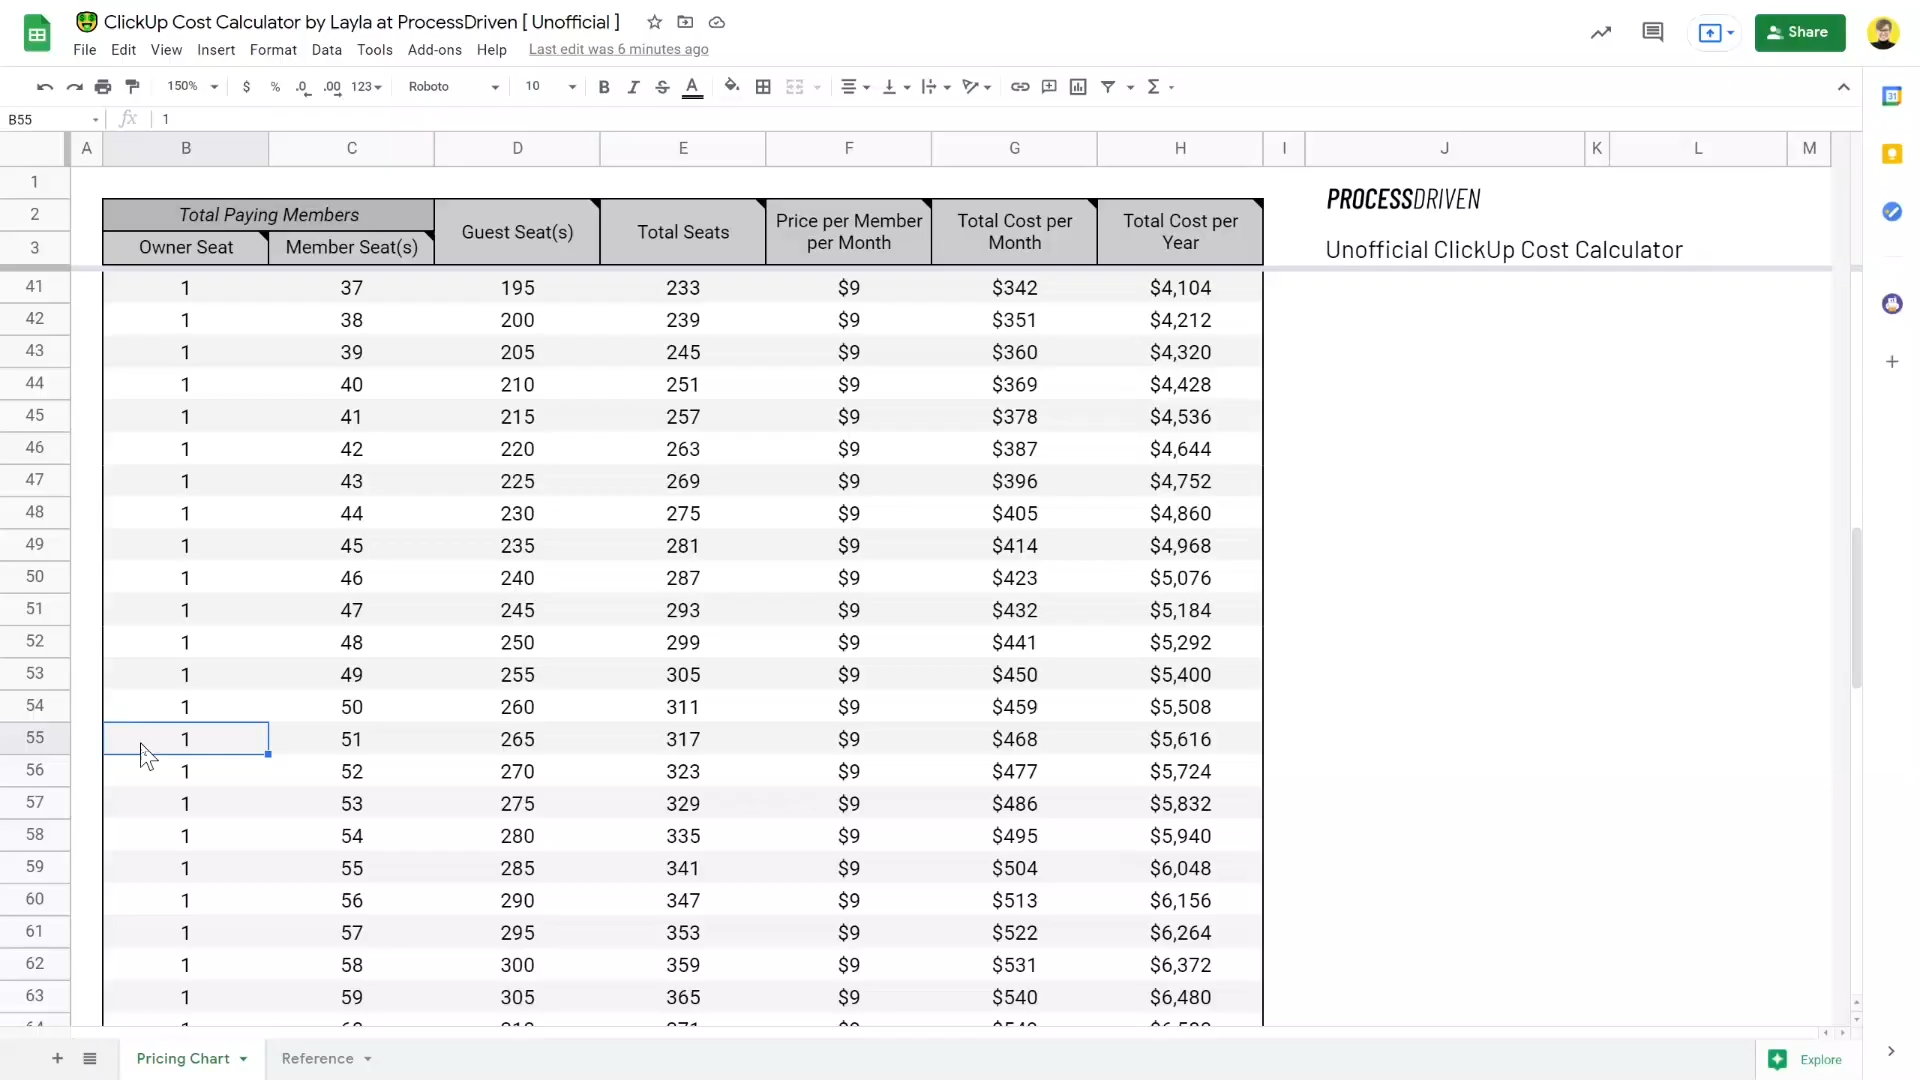 ClickUp Cost Calculator by Layla at ProcessDriven [ Unofficial ]
File Edit View Insert Format Data Tools Add-ons Help Last edit was 6 minutes ago
Share
150% $ % .0 .00 123 Roboto 10 B I S A
B55 fx 1
A B C D E F G H I J K L M
1
2 Total Paying Members Guest Seat(s) Total Seats Price per Member per Month Total Cost per Month Total Cost per Year PROCESSDRIVEN
3 Owner Seat Member Seat(s) Unofficial ClickUp Cost Calculator
41 1 37 195 233 $9 $342 $4,104
42 1 38 200 239 $9 $351 $4,212
43 1 39 205 245 $9 $360 $4,320
44 1 40 210 251 $9 $369 $4,428
45 1 41 215 257 $9 $378 $4,536
46 1 42 220 263 $9 $387 $4,644
47 1 43 225 269 $9 $396 $4,752
48 1 44 230 275 $9 $405 $4,860
49 1 45 235 281 $9 $414 $4,968
50 1 46 240 287 $9 $423 $5,076
51 1 47 245 293 $9 $432 $5,184
52 1 48 250 299 $9 $441 $5,292
53 1 49 255 305 $9 $450 $5,400
54 1 50 260 311 $9 $459 $5,508
55 1 51 265 317 $9 $468 $5,616
56 1 52 270 323 $9 $477 $5,724
57 1 53 275 329 $9 $486 $5,832
58 1 54 280 335 $9 $495 $5,940
59 1 55 285 341 $9 $504 $6,048
60 1 56 290 347 $9 $513 $6,156
61 1 57 295 353 $9 $522 $6,264
62 1 58 300 359 $9 $531 $6,372
63 1 59 305 365 $9 $540 $6,480
Pricing Chart Reference Explore